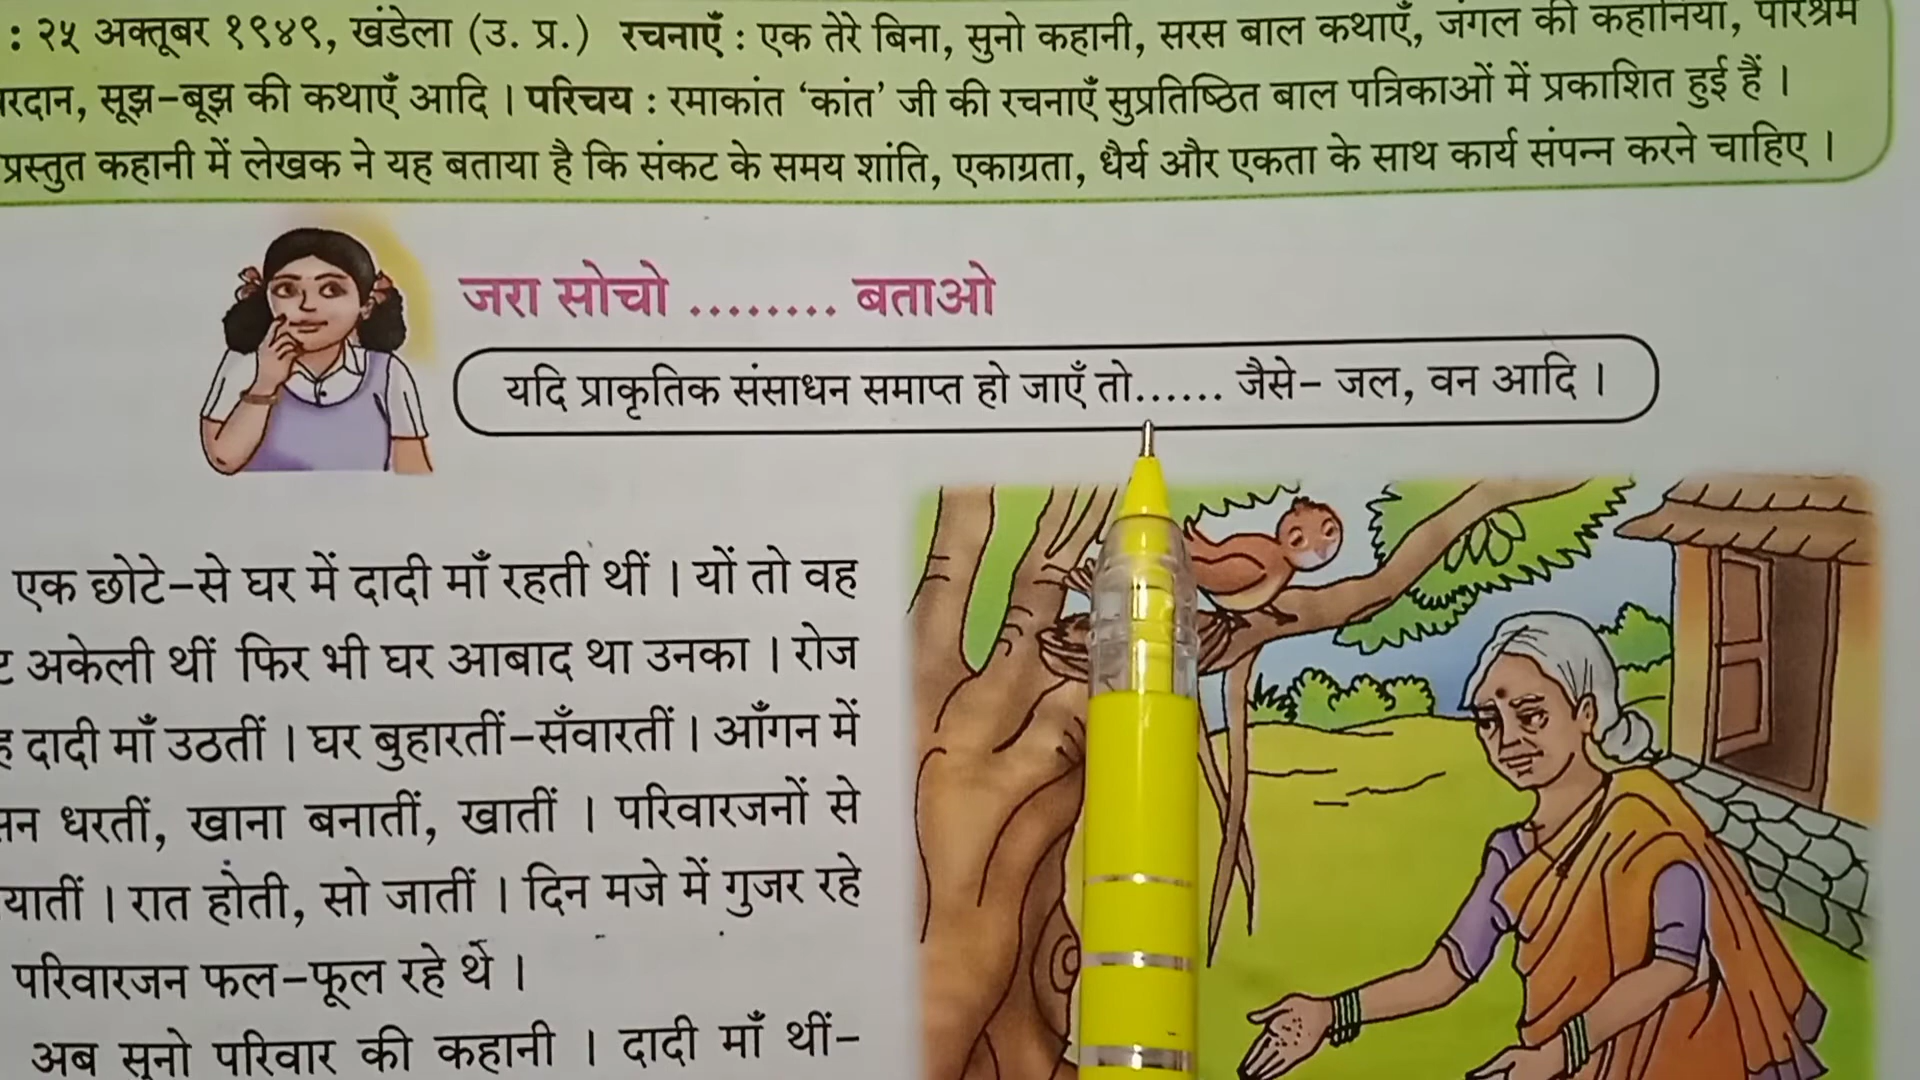 : २५ अक्तूबर १९४९, खंडेला (उ. प्र.) रचनाएँ : एक तेरे बिना, सुनो कहानी, सरस बाल कथाएँ, जंगल की कहानियाँ, परिश्रम
सूझ-बूझ की कथाएँ आदि । परिचय : रमाकांत ‘कांत’ जी की रचनाएँ सुप्रतिष्ठित बाल पत्रिकाओं में प्रकाशित हुई हैं ।
प्रस्तुत कहानी में लेखक ने यह बताया है कि संकट के समय शांति, एकाग्रता, धैर्य और एकता के साथ कार्य संपन्न करने चाहिए ।
जरा सोचो ........ बताओ
यदि प्राकृतिक संसाधन समाप्त हो जाएँ तो...... जैसे- जल, वन आदि ।
एक छोटे-से घर में दादी माँ रहती थीं । यों तो वह
अकेली थीं फिर भी घर आबाद था उनका । रोज
दादी माँ उठतीं । घर बुहारतीं-सँवारतीं । आँगन में
धरतीं, खाना बनातीं, खातीं । परिवारजनों से
रात होती, सो जातीं । दिन मजे में गुजर रहे
परिवारजन फल-फूल रहे थे ।
अब सुनो परिवार की कहानी । दादी माँ थीं-